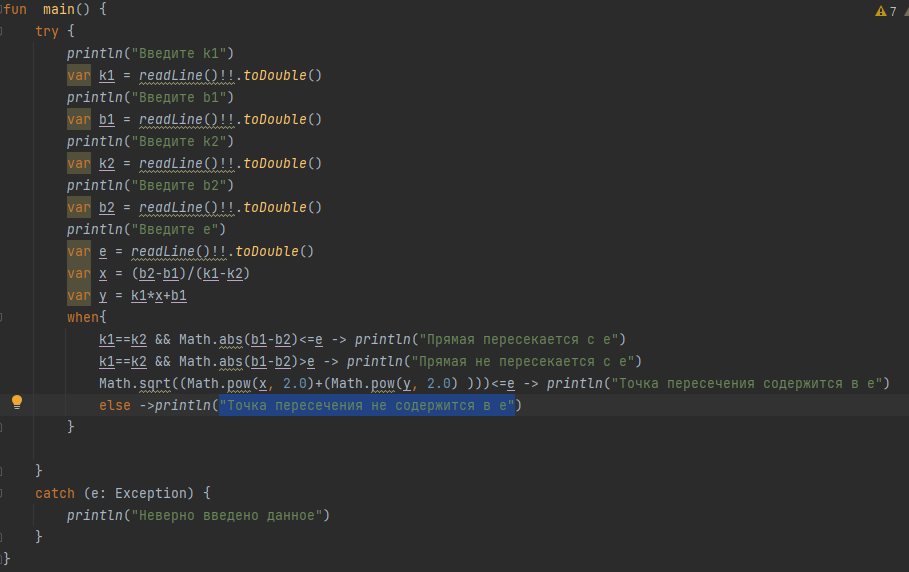 fun  main() {
7
    try {
        println("Введите k1")
        var k1 = readLine()!!.toDouble()
        println("Введите b1")
        var b1 = readLine()!!.toDouble()
        println("Введите k2")
        var k2 = readLine()!!.toDouble()
        println("Введите b2")
        var b2 = readLine()!!.toDouble()
        println("Введите e")
        var e = readLine()!!.toDouble()
        var x = (b2-b1)/(k1-k2)
        var y = k1*x+b1
        when{
            k1==k2 && Math.abs(b1-b2)<=e -> println("Прямая пересекается с e")
            k1==k2 && Math.abs(b1-b2)>e -> println("Прямая не пересекается с e")
            Math.sqrt((Math.pow(x, 2.0)+(Math.pow(y, 2.0) )))<=e -> println("Точка пересечения содержится в e")
            else ->println("Точка пересечения не содержится в e")
        }
    }
    catch (e: Exception) {
        println("Неверно введено данное")
    }
}